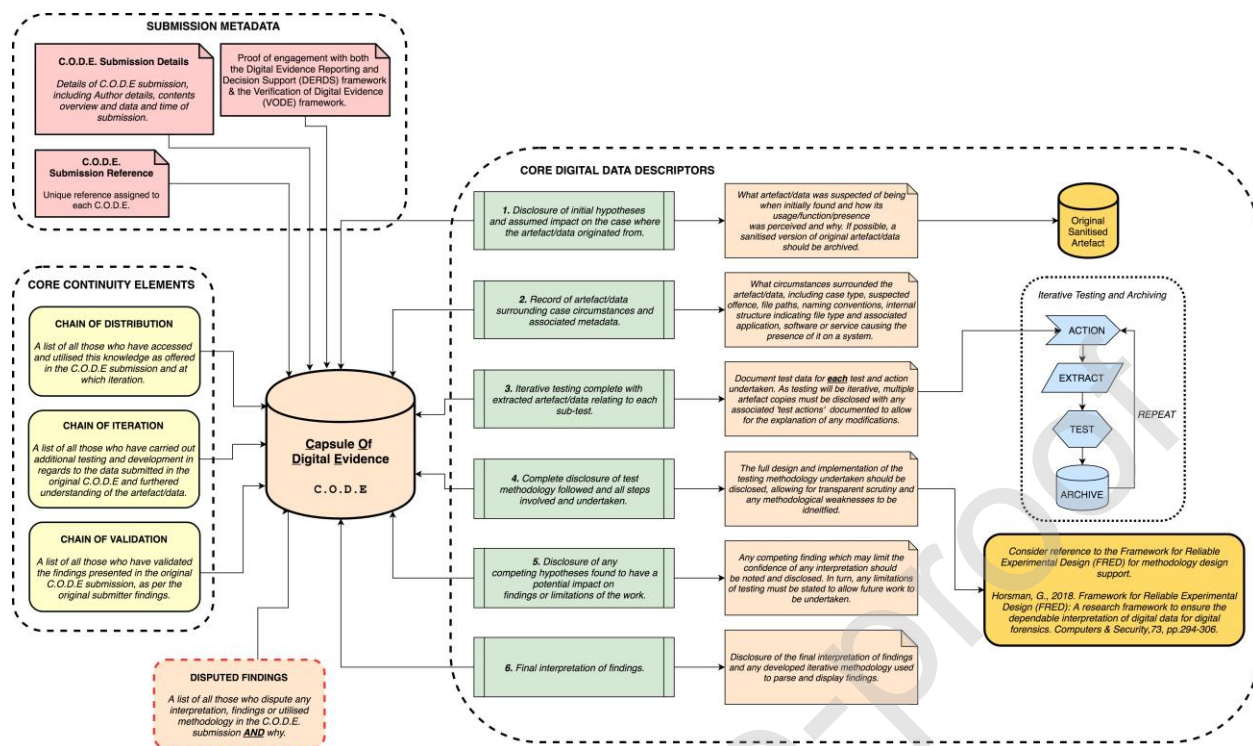 SUBMISSION METADATA
C.O.D.E. Submission Details
Details of C.O.D.E submission,
including Author details, contents
overview and data and time of
submission.
Proof of engagement with both
the Digital Evidence Reporting and
Decision Support (DERDS) framework
& the Verification of Digital Evidence
(VODE) framework.
C.O.D.E.
Submission Reference
Unique reference assigned to
each C.O.D.E.
CORE CONTINUITY ELEMENTS
CHAIN OF DISTRIBUTION
A list of all those who have accessed
and utilised this knowledge as offered
in the C.O.D.E submission and at
which iteration.
CHAIN OF ITERATION
A list of all those who have carried out
additional testing and development in
regards to the data submitted in the
original C.O.D.E and furthered
understanding of the artefact/data.
CHAIN OF VALIDATION
A list of all those who have validated
the findings presented in the original
C.O.D.E submission, as per the
original submitter findings.
DISPUTED FINDINGS
A list of all those who dispute any
interpretation, findings or utilised
methodology in the C.O.D.E.
submission AND why.
Capsule Of
Digital Evidence
C.O.D.E
CORE DIGITAL DATA DESCRIPTORS
1. Disclosure of initial hypotheses
and assumed impact on the case where
the artefact/data originated from.
What artefact/data was suspected of being
when initially found and how its
usage/function/presence
was perceived and why. If possible, a
sanitised version of original artefact/data
should be archived.
Original
Sanitised
Artefact
2. Record of artefact/data
surrounding case circumstances and
associated metadata.
What circumstances surrounded the
artefact/data, including case type, suspected
offence, file paths, naming conventions, internal
structure indicating file type and associated
application, software or service causing the
presence of it on a system.
3. Iterative testing complete with
extracted artefact/data relating to each
sub-test.
Document test data for each test and action
undertaken. As testing will be iterative, multiple
artefact copies must be disclosed with any
associated 'test actions' documented to allow
for the explanation of any modifications.
4. Complete disclosure of test
methodology followed and all steps
involved and undertaken.
The full design and implementation of the
testing methodology undertaken should be
disclosed, allowing for transparent scrutiny and
any methodological weaknesses to be
idneitfied.
5. Disclosure of any
competing hypotheses found to have a
potential impact on
findings or limitations of the work.
Any competing finding which may limit the
confidence of any interpretation should
be noted and disclosed. In turn, any limitations
of testing must be stated to allow future work to
be undertaken.
6. Final interpretation of findings.
Disclosure of the final interpretation of findings
and any developed iterative methodology used
to parse and display findings.
Iterative Testing and Archiving
ACTION
EXTRACT
TEST
ARCHIVE
REPEAT
Consider reference to the Framework for Reliable
Experimental Design (FRED) for methodology design
support.
Horsman, G., 2018. Framework for Reliable Experimental
Design (FRED): A research framework to ensure the
dependable interpretation of digital data for digital
forensics. Computers & Security,73, pp.294-306.
-proof